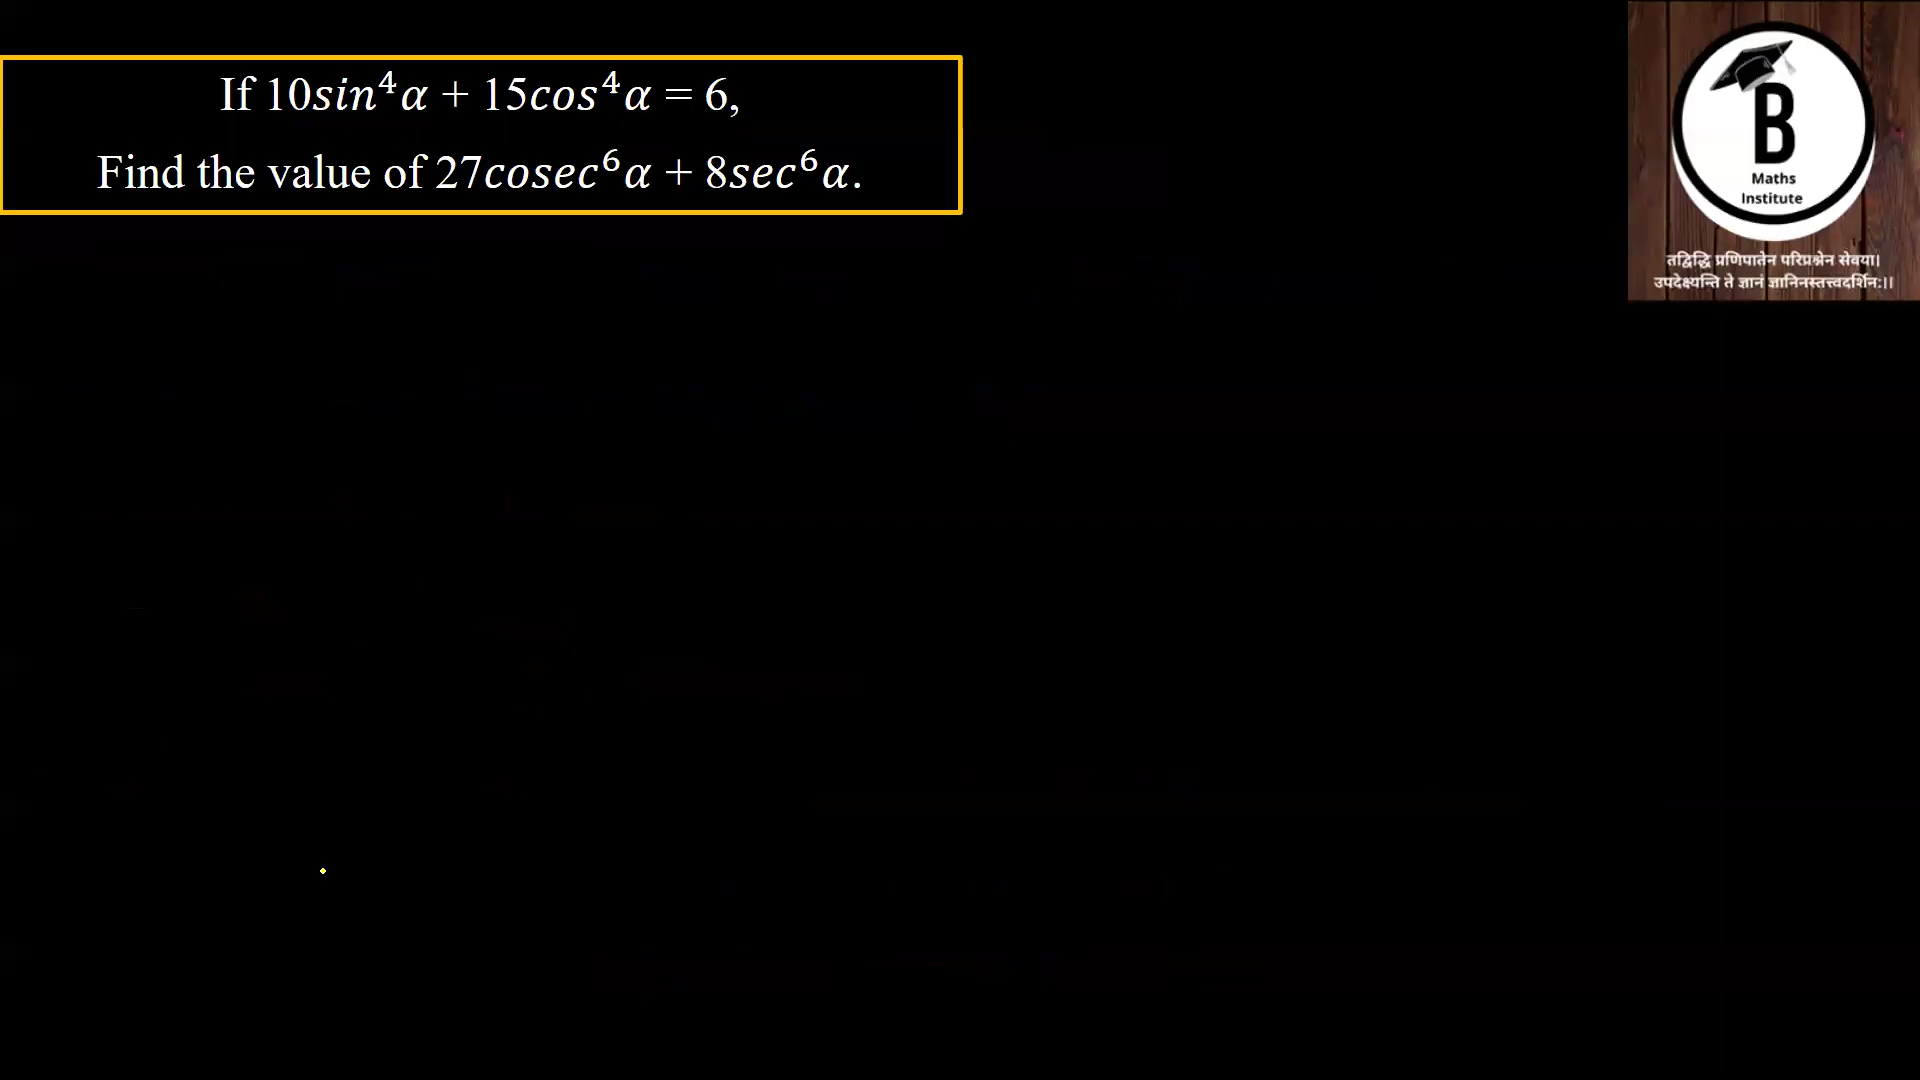 If 10sin⁴α + 15cos⁴α = 6,
Find the value of 27cosec⁶α + 8sec⁶α.
B
Maths
Institute
तद्विद्धि प्रणिपातेन परिप्रश्नेन सेवया।
उपदेक्ष्यन्ति ते ज्ञानं ज्ञानिनस्तत्त्वदर्शिनः।।